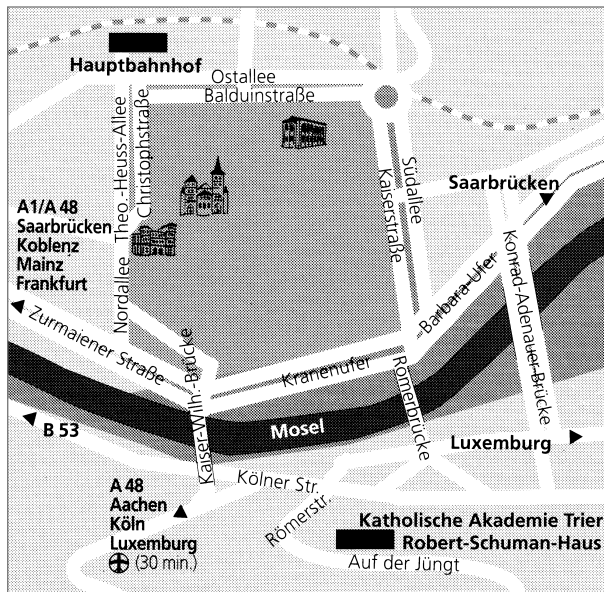 Hauptbahnhof
Ostallee
Balduinstraße
Theo.-Heuss-Allee
Christophstraße
Nordallee
Südallee
Kaiserstraße
Saarbrücken
A1/A 48
Saarbrücken
Koblenz
Mainz
Frankfurt
Zurmaiener Straße
Kaiser-Wilh.-Brücke
Kranenufer
Barbara-Ufer
Konrad-Adenauer-Brücke
Römerbrücke
Mosel
B 53
Luxemburg
Kölner Str.
Römerstr.
A 48
Aachen
Köln
Luxemburg
(30 min.)
Katholische Akademie Trier
Robert-Schuman-Haus
Auf der Jüngt